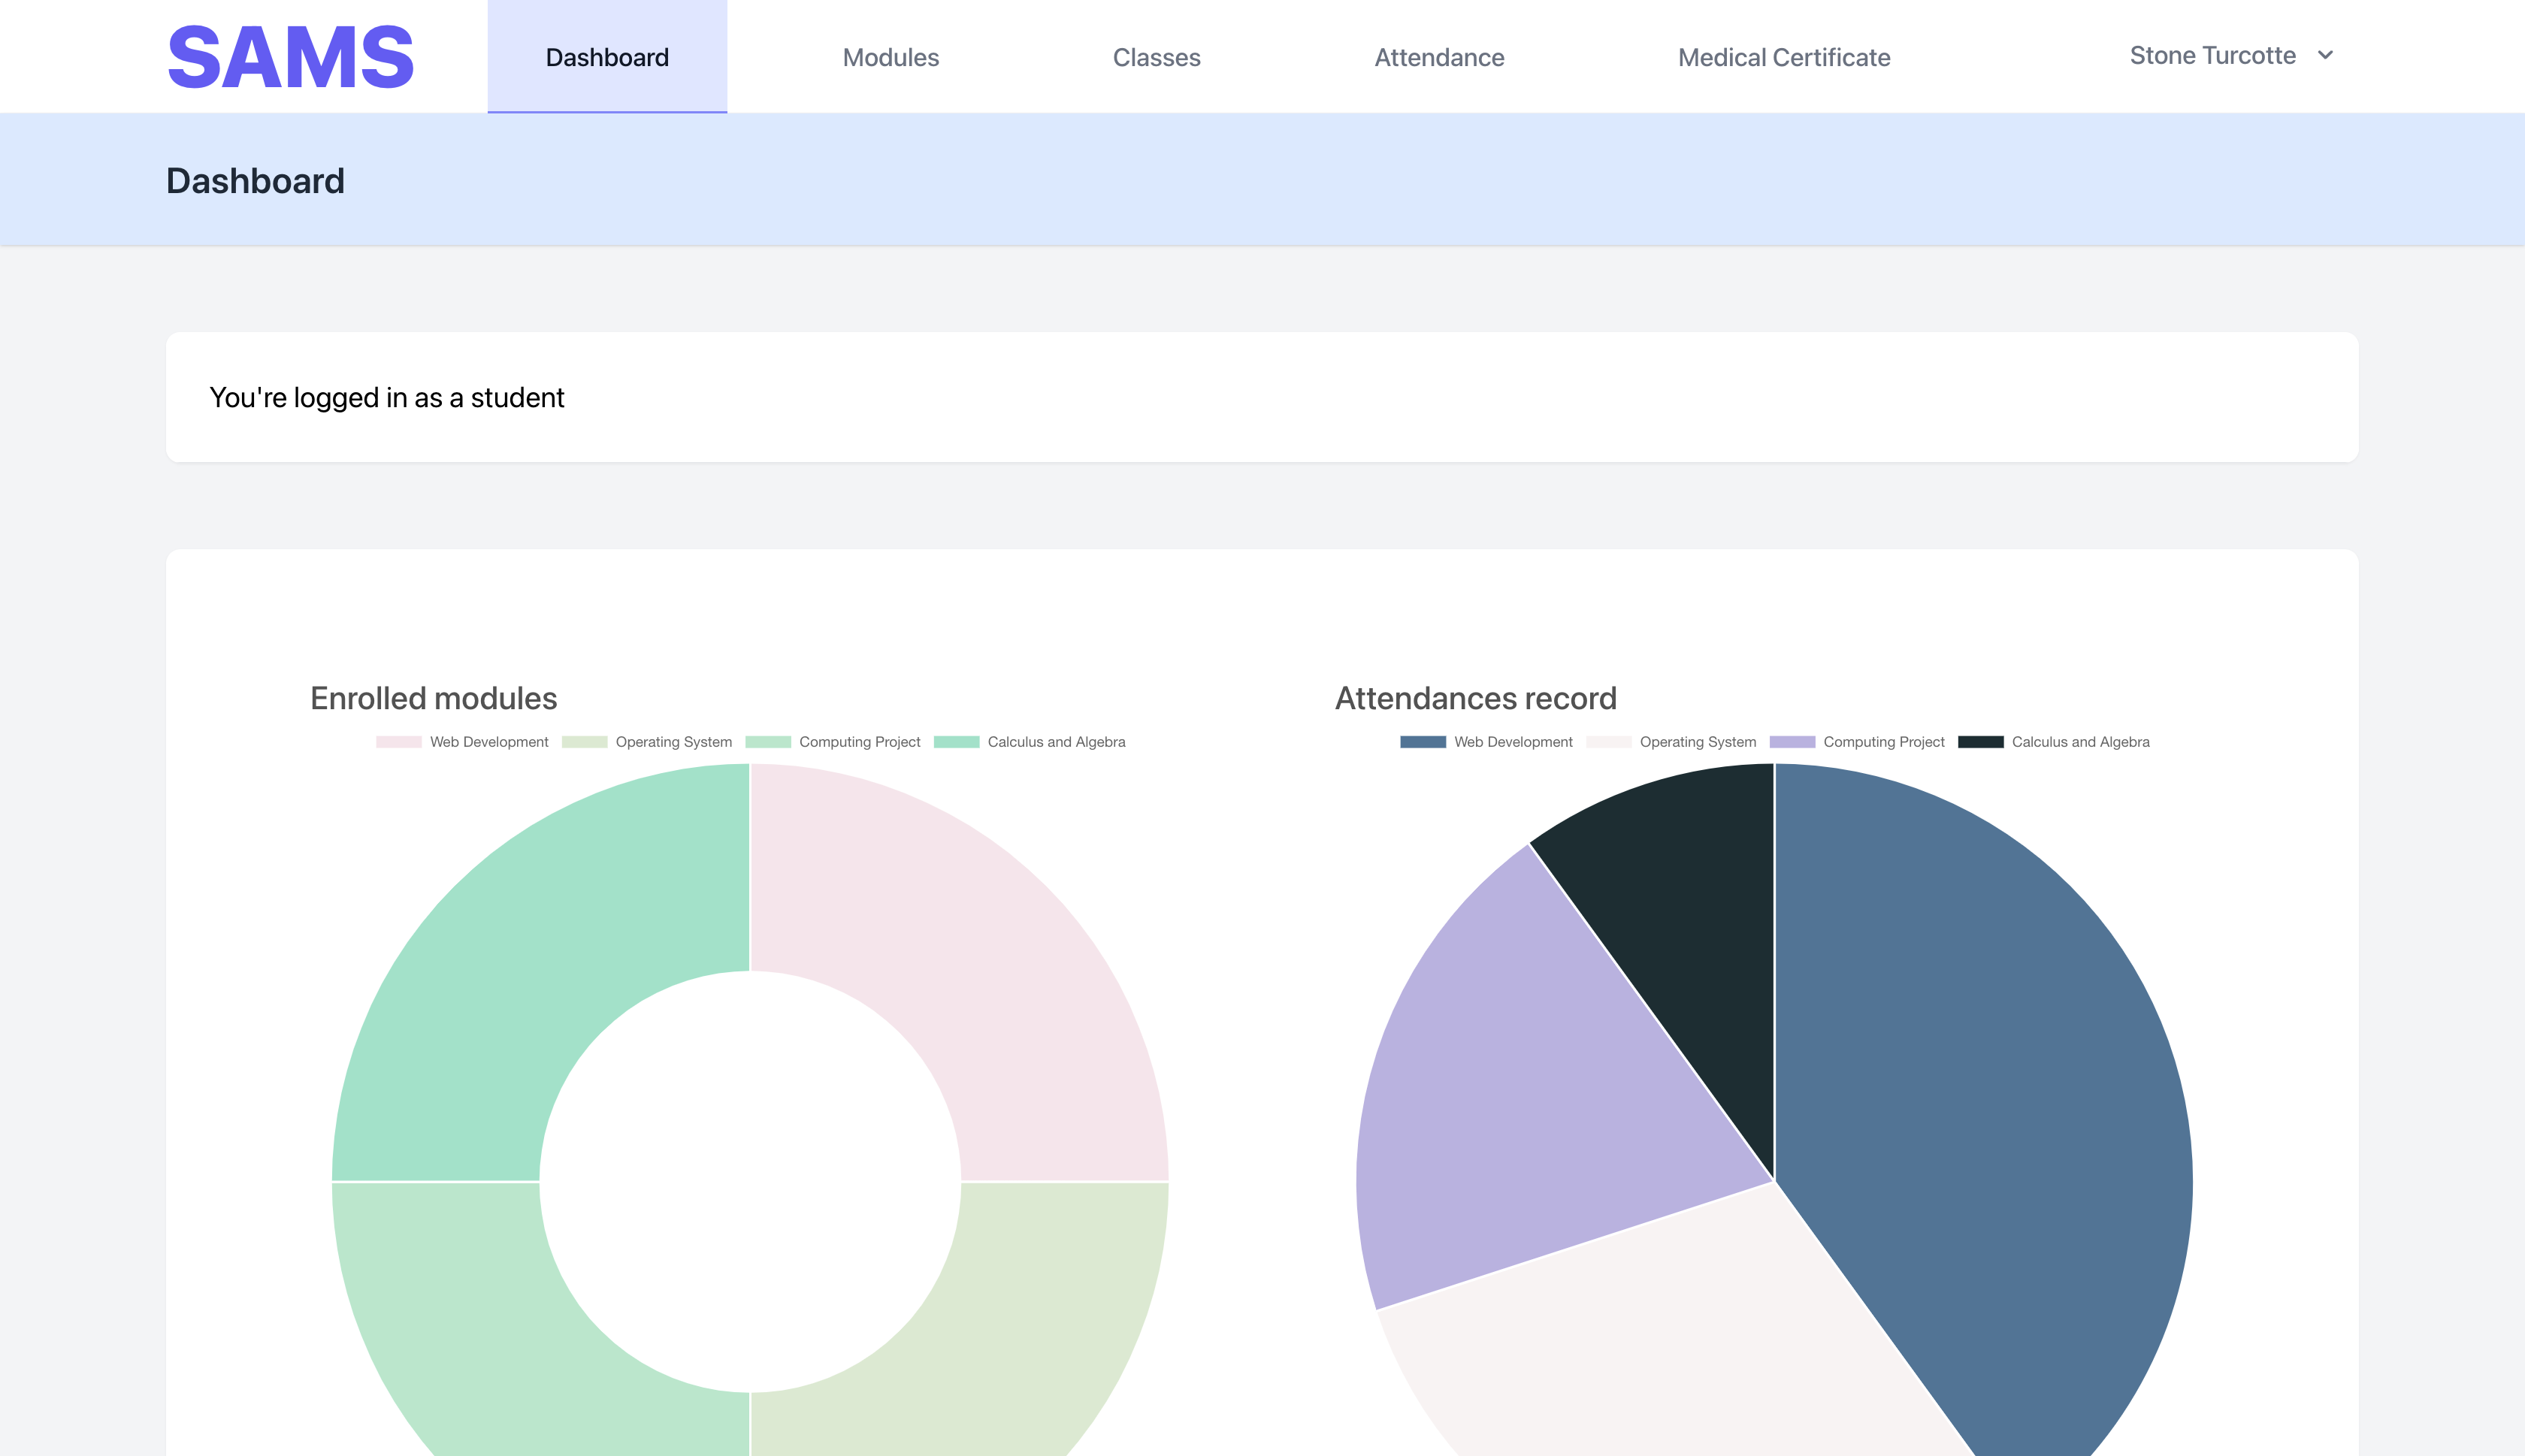 SAMS Dashboard Modules Classes Attendance Medical Certificate Stone Turcotte
Dashboard
You're logged in as a student
Enrolled modules
Web Development Operating System Computing Project Calculus and Algebra
Attendances record
Web Development Operating System Computing Project Calculus and Algebra